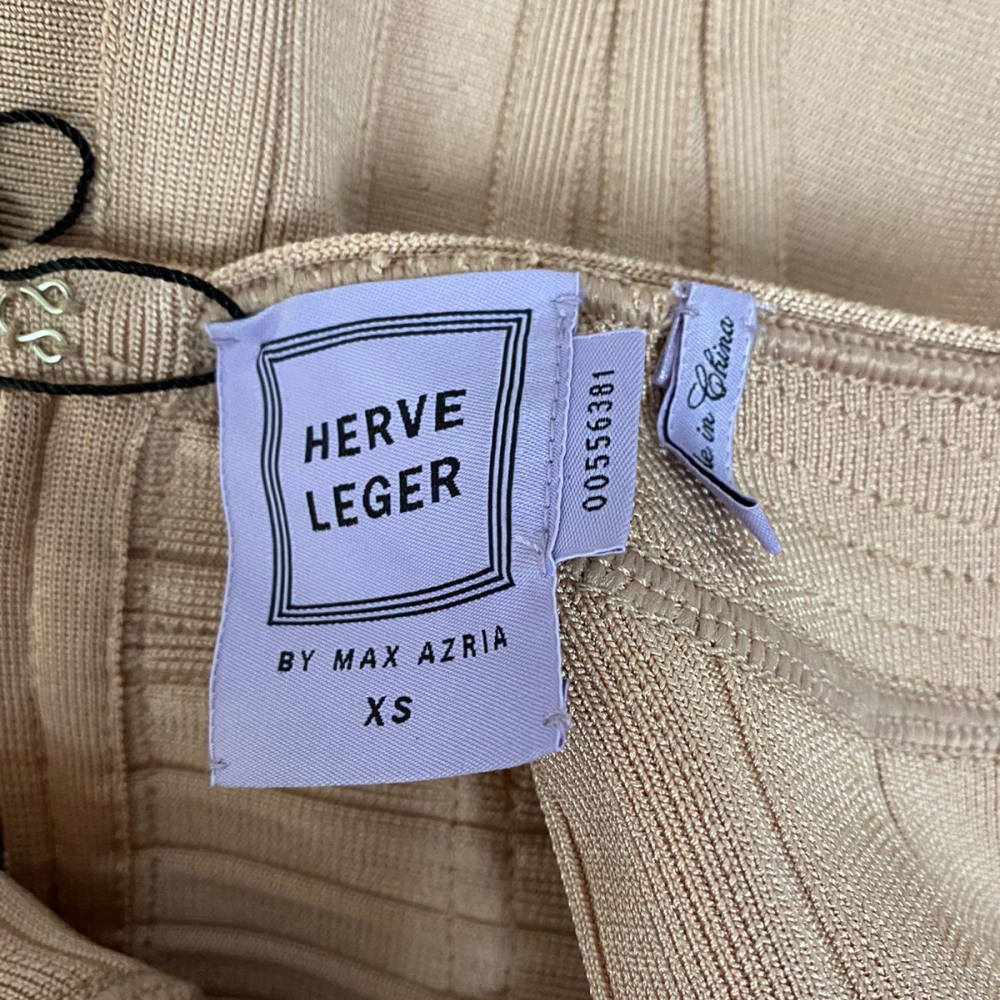 HERVE
LEGER
BY MAX AZRIA
XS
00556381
in China